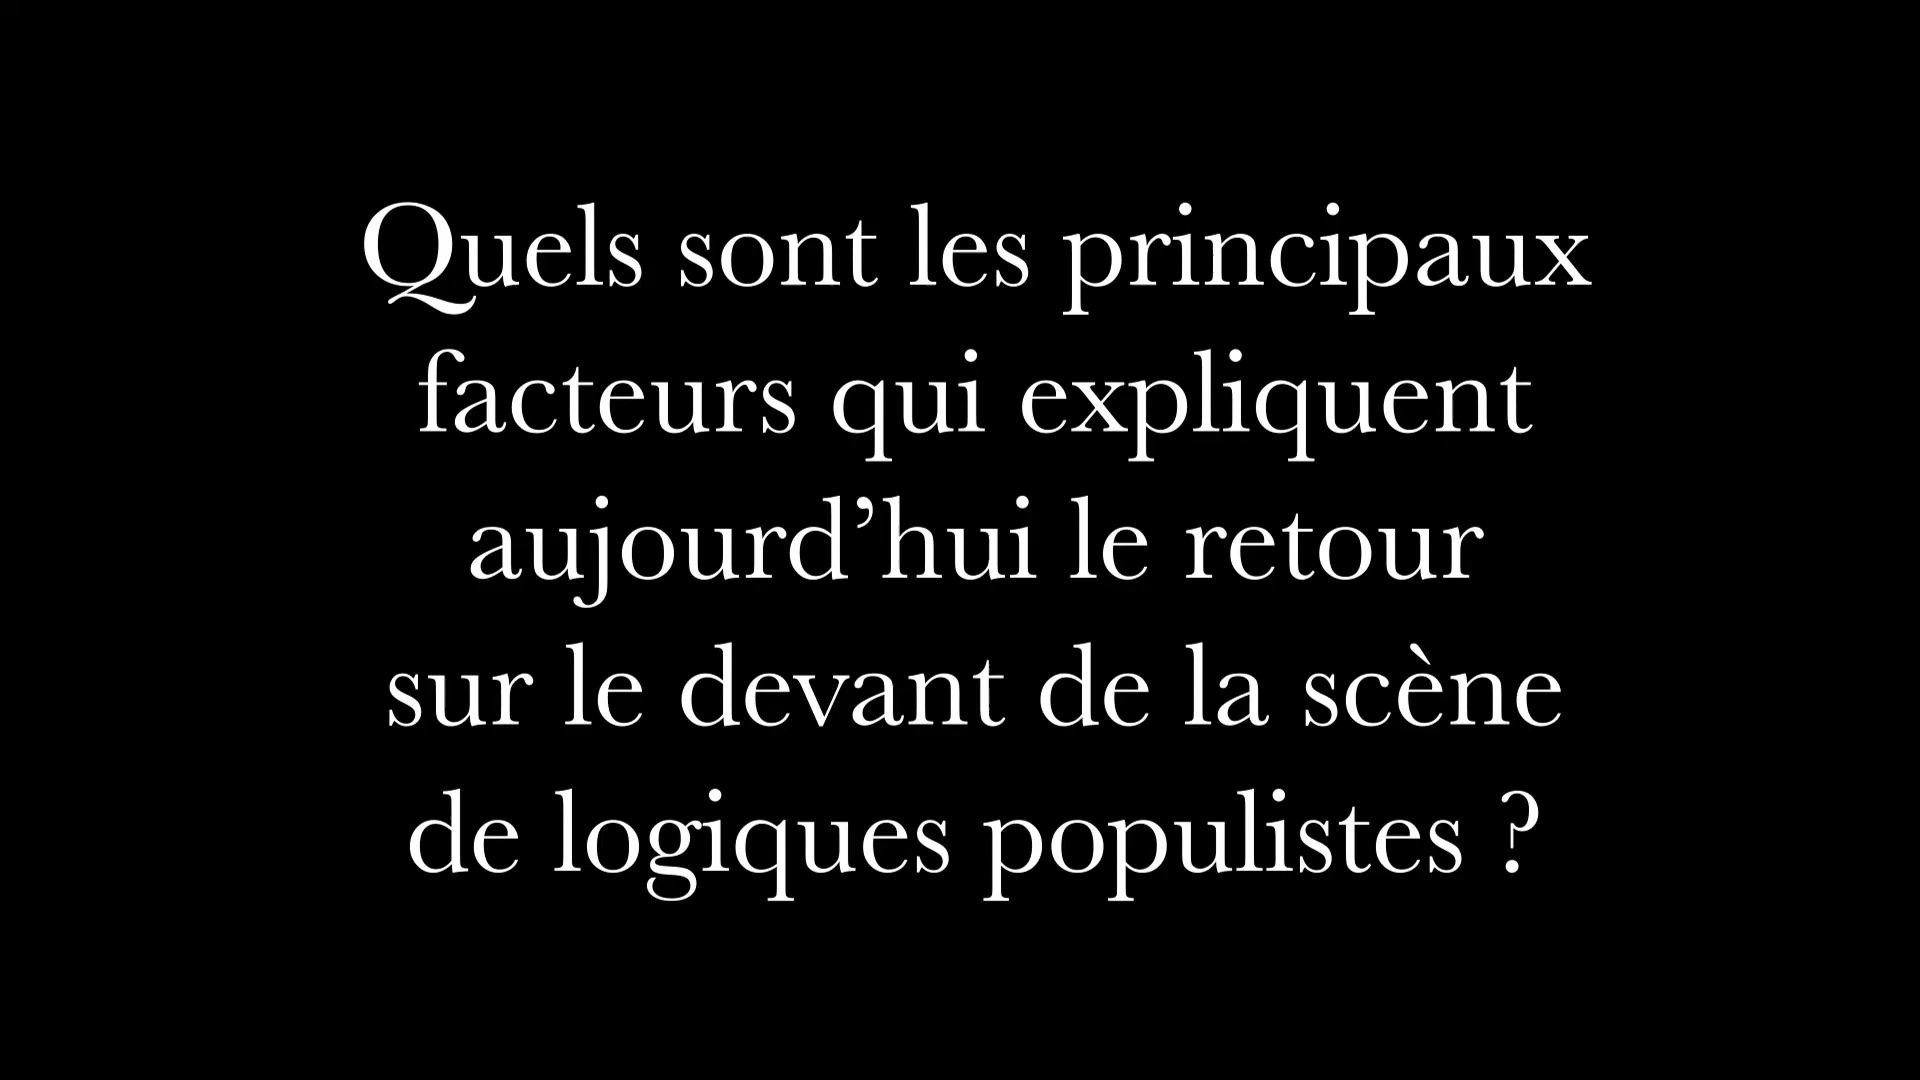 Quels sont les principaux
facteurs qui expliquent
aujourd’hui le retour
sur le devant de la scène
de logiques populistes ?